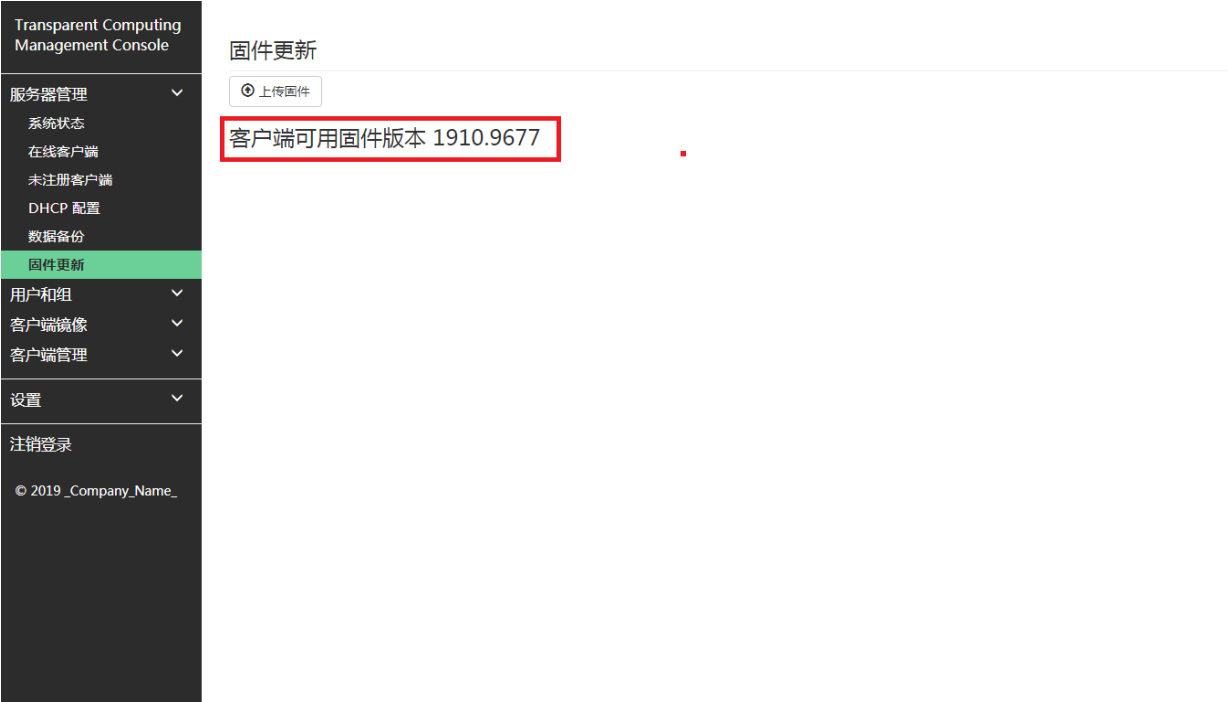 Transparent Computing
Management Console
服务器管理
系统状态
在线客户端
未注册客户端
DHCP 配置
数据备份
固件更新
用户和组
客户端镜像
客户端管理
设置
注销登录
© 2019 _Company_Name_
固件更新
上传固件
客户端可用固件版本 1910.9677